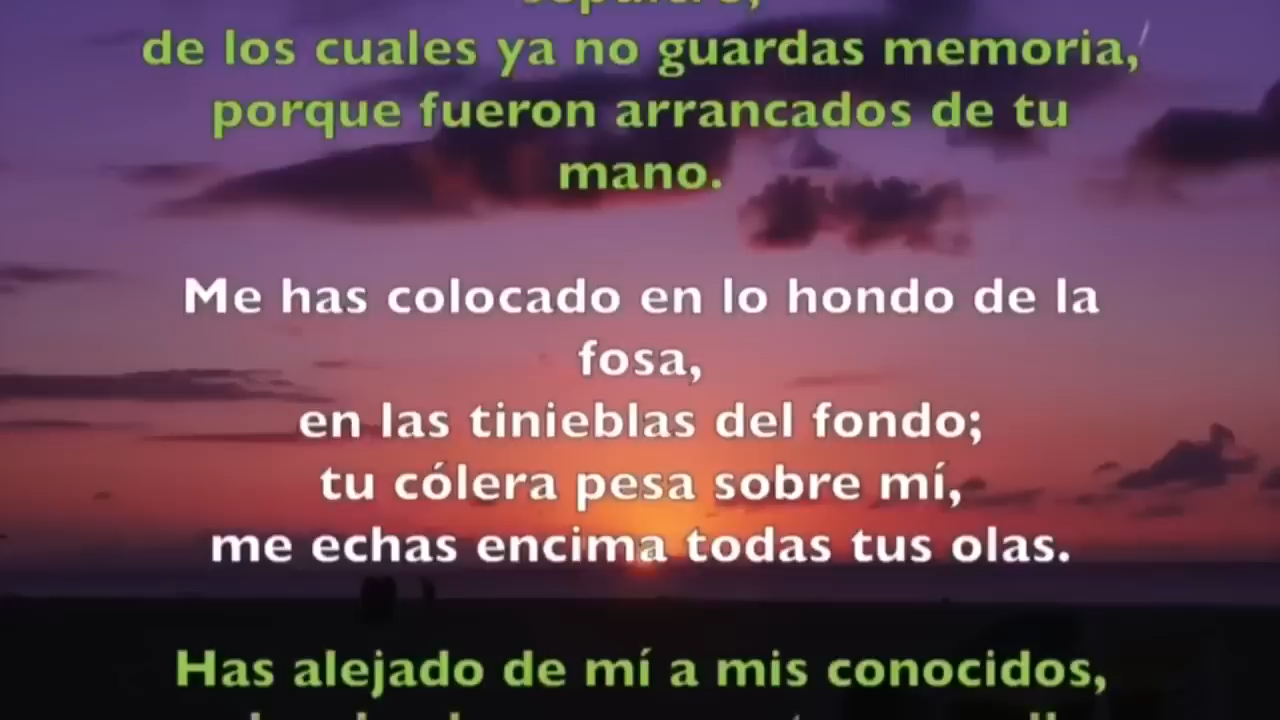 sepulcro,
de los cuales ya no guardas memoria,
porque fueron arrancados de tu
mano.
Me has colocado en lo hondo de la
fosa,
en las tinieblas del fondo;
tu cólera pesa sobre mí,
me echas encima todas tus olas.
Has alejado de mí a mis conocidos,